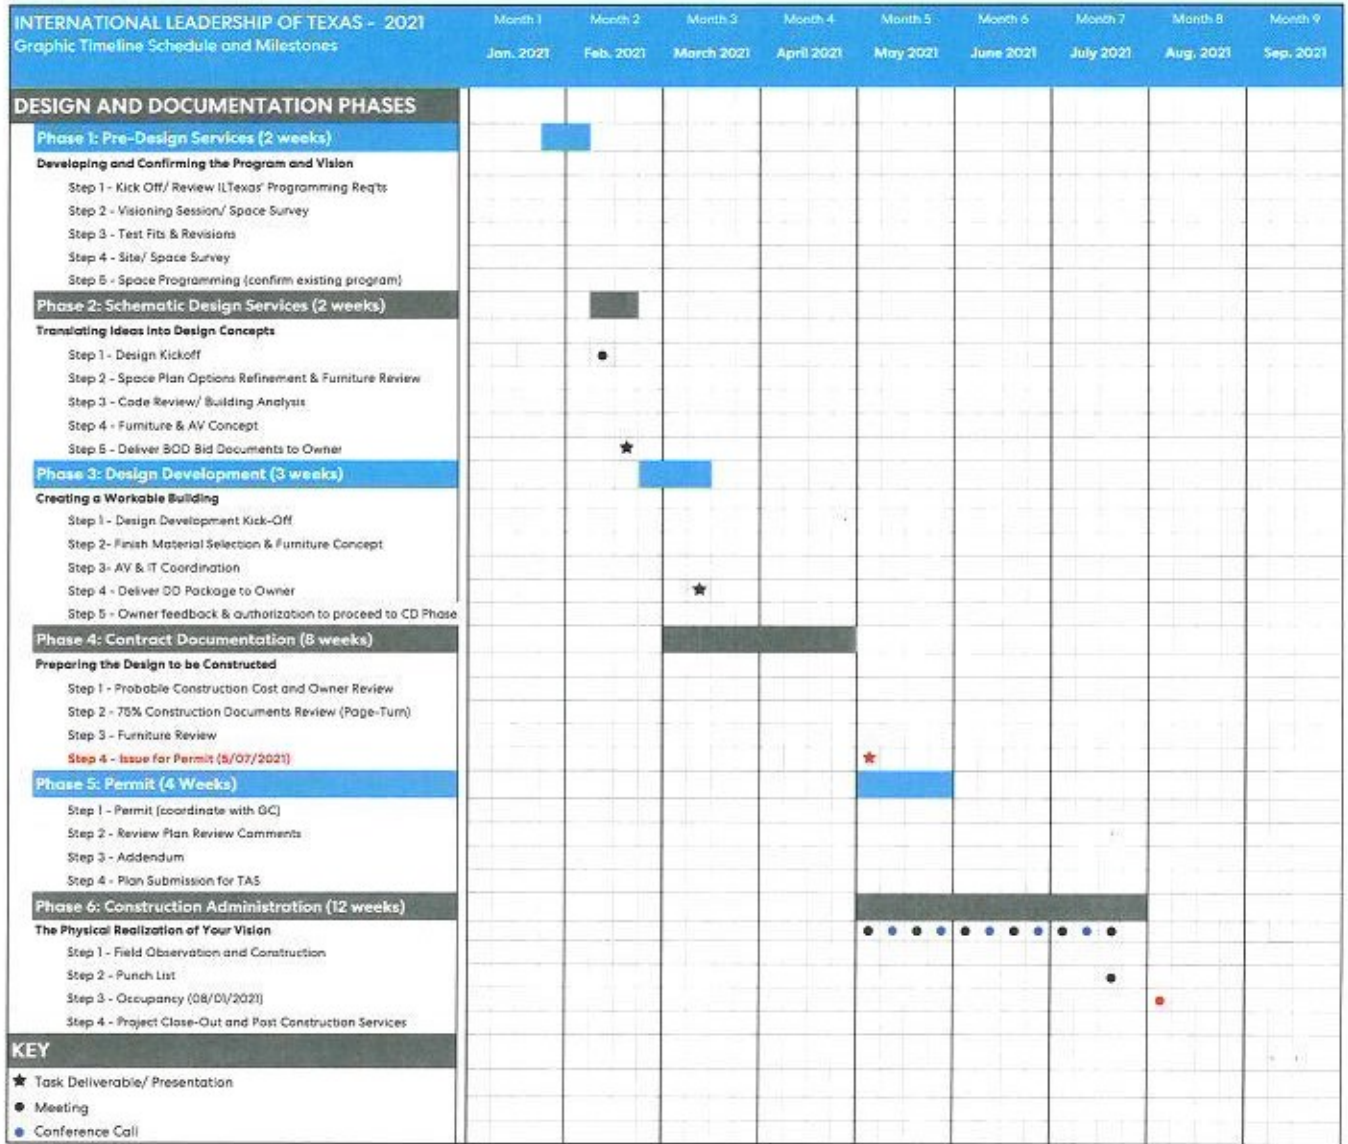 INTERNATIONAL LEADERSHIP OF TEXAS - 2021
Graphic Timeline Schedule and Milestones
Month 1 Month 2 Month 3 Month 4 Month 5 Month 6 Month 7 Month 8 Month 9
Jan. 2021 Feb. 2021 March 2021 April 2021 May 2021 June 2021 July 2021 Aug. 2021 Sep. 2021
DESIGN AND DOCUMENTATION PHASES
Phase 1: Pre-Design Services (2 weeks)
Developing and Confirming the Program and Vision
Step 1 - Kick Off/ Review ILTexas' Programming Req'ts
Step 2 - Visioning Session/ Space Survey
Step 3 - Test Fits & Revisions
Step 4 - Site/ Space Survey
Step 5 - Space Programming (confirm existing program)
Phase 2: Schematic Design Services (2 weeks)
Translating Ideas into Design Concepts
Step 1 - Design Kickoff
Step 2 - Space Plan Options Refinement & Furniture Review
Step 3 - Code Review/ Building Analysis
Step 4 - Furniture & AV Concept
Step 5 - Deliver BOD Bid Documents to Owner
Phase 3: Design Development (3 weeks)
Creating a Workable Building
Step 1 - Design Development Kick-Off
Step 2- Finish Material Selection & Furniture Concept
Step 3- AV & IT Coordination
Step 4 - Deliver DD Package to Owner
Step 5 - Owner feedback & authorization to proceed to CD Phase
Phase 4: Contract Documentation (8 weeks)
Preparing the Design to be Constructed
Step 1 - Probable Construction Cost and Owner Review
Step 2 - 75% Construction Documents Review (Page-Turn)
Step 3 - Furniture Review
Step 4 - Issue for Permit (5/07/2021)
Phase 5: Permit (4 Weeks)
Step 1 - Permit (coordinate with GC)
Step 2 - Review Plan Review Comments
Step 3 - Addendum
Step 4 - Plan Submission for TAS
Phase 6: Construction Administration (12 weeks)
The Physical Realization of Your Vision
Step 1 - Field Observation and Construction
Step 2 - Punch List
Step 3 - Occupancy (08/01/2021)
Step 4 - Project Close-Out and Post Construction Services
KEY
Task Deliverable/ Presentation
Meeting
Conference Call